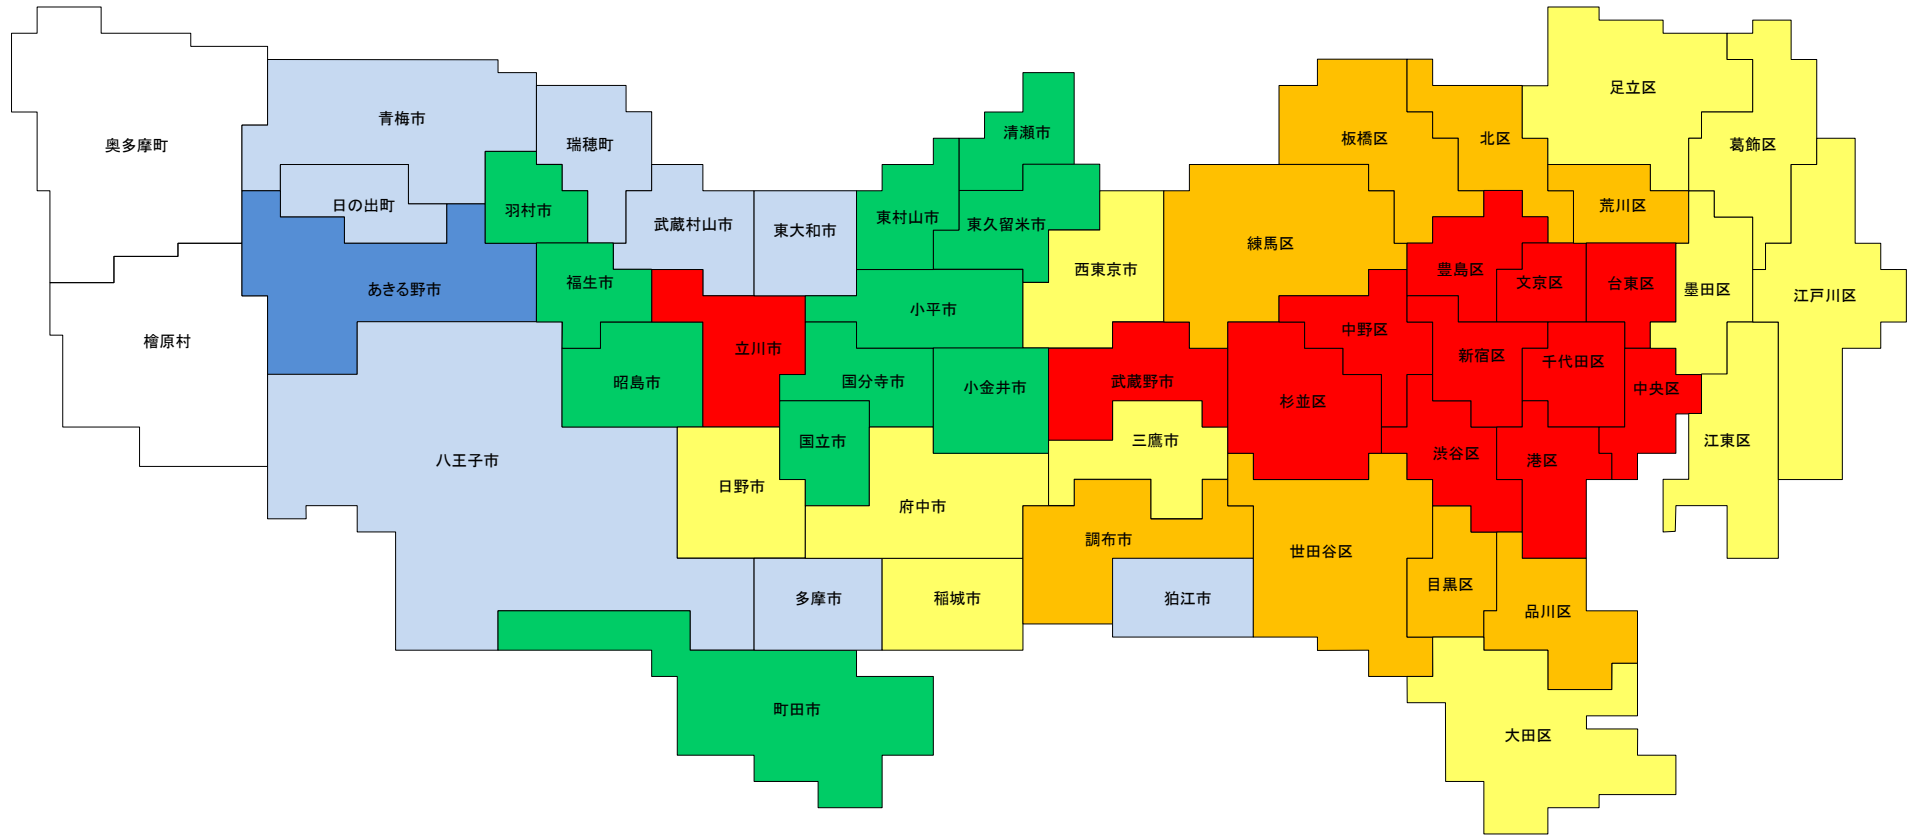 足立区
青梅市
清瀬市
板橋区
北区
奥多摩町
瑞穂町
葛飾区
日の出町
羽村市
荒川区
武蔵村山市
東大和市
東村山市
東久留米市
練馬区
西東京市
豊島区
福生市
文京区
台東区
あきる野市
墨田区
江戸川区
小平市
中野区
檜原村
立川市
新宿区
千代田区
昭島市
国分寺市
小金井市
武蔵野市
杉並区
中央区
国立市
三鷹市
江東区
八王子市
渋谷区
港区
日野市
府中市
調布市
世田谷区
目黒区
多摩市
稲城市
狛江市
品川区
町田市
大田区